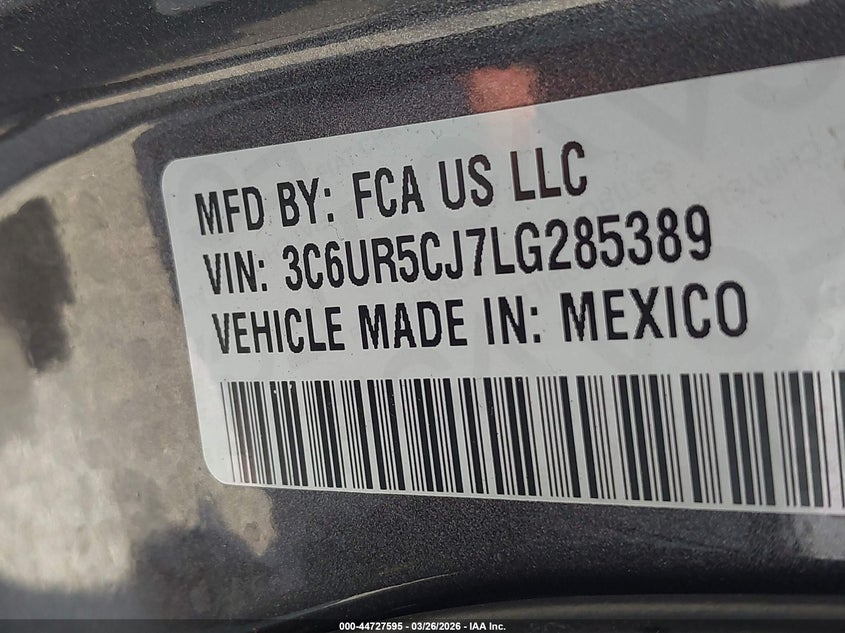 MFD BY: FCA US LLC
VIN: 3C6UR5CJ7LG285389
VEHICLE MADE IN: MEXICO
000-44727595 - 03/26/2026 - IAA Inc.